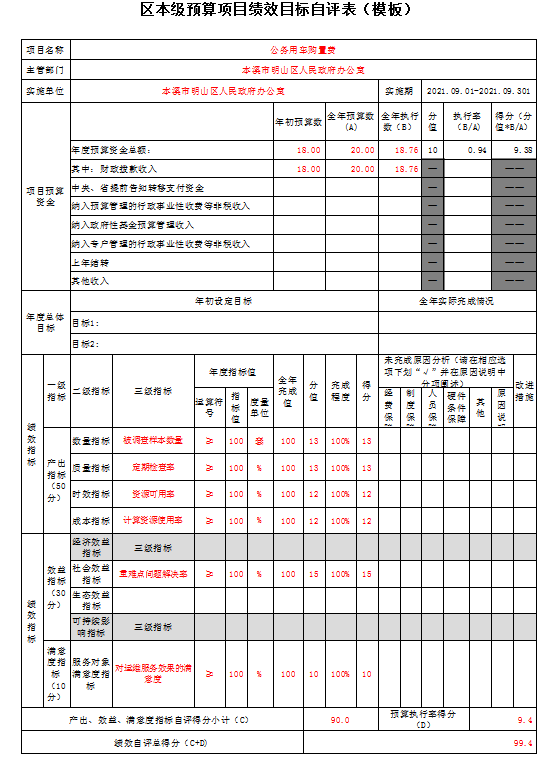 区本级预算项目绩效目标自评表（模板）
项目名称 公务用车购置费
主管部门 本溪市明山区人民政府办公室
实施单位 本溪市明山区人民政府办公室 实施期 2021.09.01-2021.09.301
项目预算资金 年初预算数 全年预算数(A) 全年执行数（B） 分值 执行率(B/A) 得分（分值*B/A）
年度预算资金总额： 18.00 20.00 18.76 10 0.94 9.38
其中：财政拨款收入 18.00 20.00 18.76 — ——
中央、省提前告知转移支付资金 — ——
纳入预算管理的行政事业性收费等非税收入 — ——
纳入政府性基金预算管理收入 — ——
纳入专户管理的行政事业性收费等非税收入 — ——
上年结转 — ——
其他收入 — ——
年度总体目标 年初设定目标 全年实际完成情况
目标1：
目标2：
绩效指标 一级指标 二级指标 三级指标 年度指标值 全年完成值 分值 完成程度 得分 未完成原因分析（请在相应选项下划“√”并在原因说明中分项阐述） 改进措施
运算符号 指标值 度量单位 经费保 制度保 人员保 硬件条件保障 其他 原因说
产出指标（50分） 数量指标 被调查样本数量 ≥ 100 套 100 13 100% 13
质量指标 定期检查率 ≥ 100 % 100 13 100% 13
时效指标 资源可用率 ≥ 100 % 100 12 100% 12
成本指标 计算资源使用率 ≥ 100 % 100 12 100% 12
绩效指标 效益指标（30分） 经济效益指标 三级指标
社会效益指标 重难点问题解决率 ≥ 100 % 100 15 100% 15
生态效益指标
可持续影响指标 三级指标
满意度指标（10分） 服务对象满意度指标 对运维服务效果的满意度 ≥ 100 % 100 10 100% 10
产出、效益、满意度指标自评得分小计（C） 90.0 预算执行率得分（D） 9.4
绩效自评总得分（C+D） 99.4